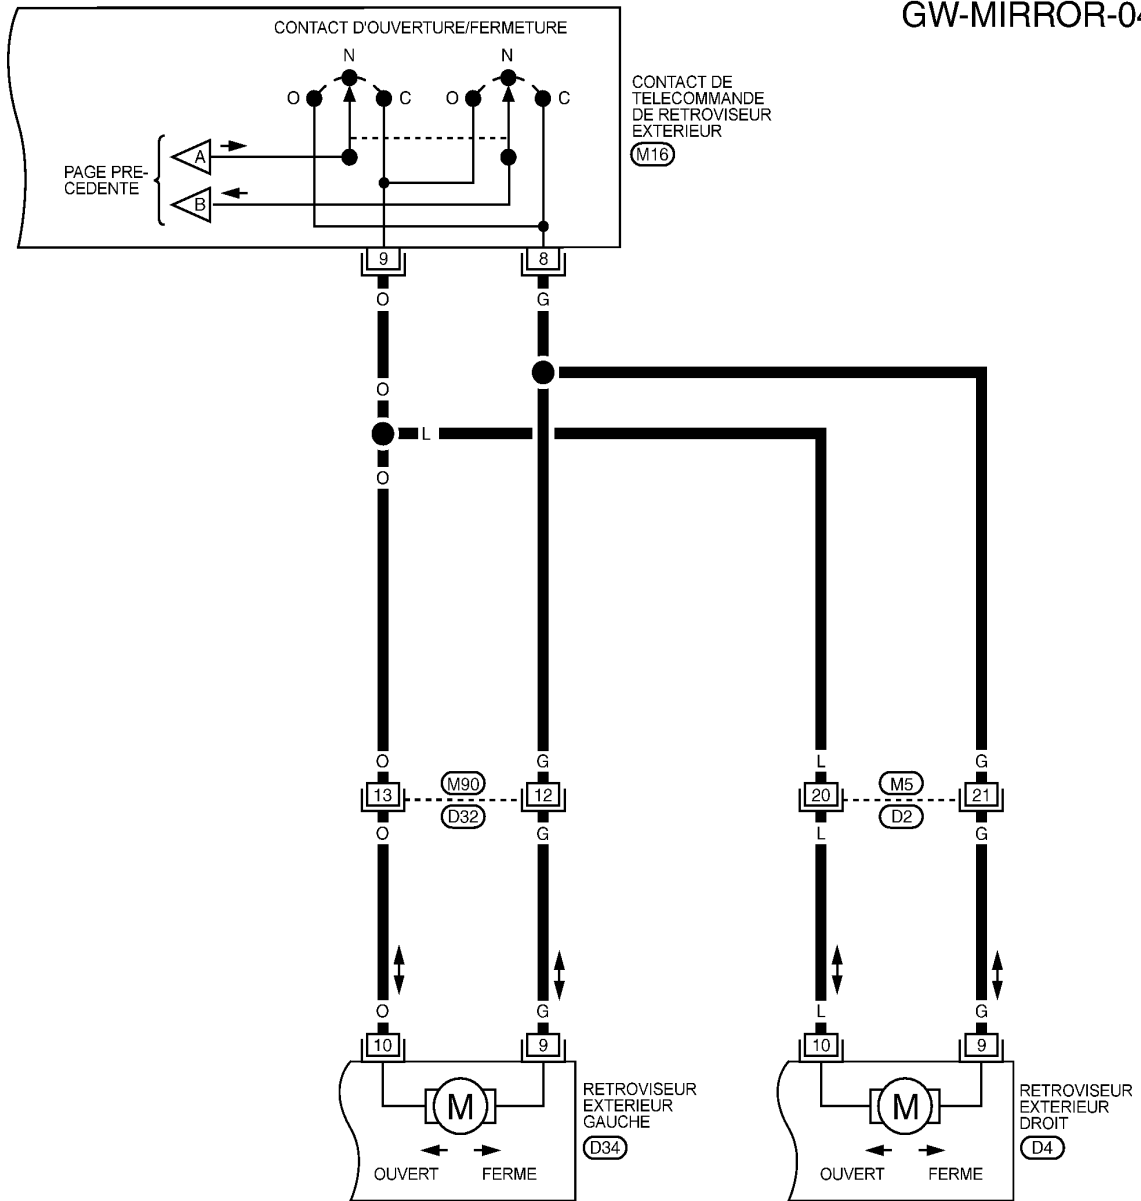 GW-MIRROR-04
CONTACT D'OUVERTURE/FERMETURE
N
N
O
C
O
C
CONTACT DE
TELECOMMANDE
DE RETROVISEUR
EXTERIEUR
M16
PAGE PRE-
CEDENTE
A
B
9
8
O
G
O
L
O
O
G
L
G
13
M90
12
20
M5
21
D32
D2
O
G
L
G
O
G
L
G
10
9
10
9
M
M
RETROVISEUR
EXTERIEUR
GAUCHE
D34
RETROVISEUR
EXTERIEUR
DROIT
D4
OUVERT
FERME
OUVERT
FERME